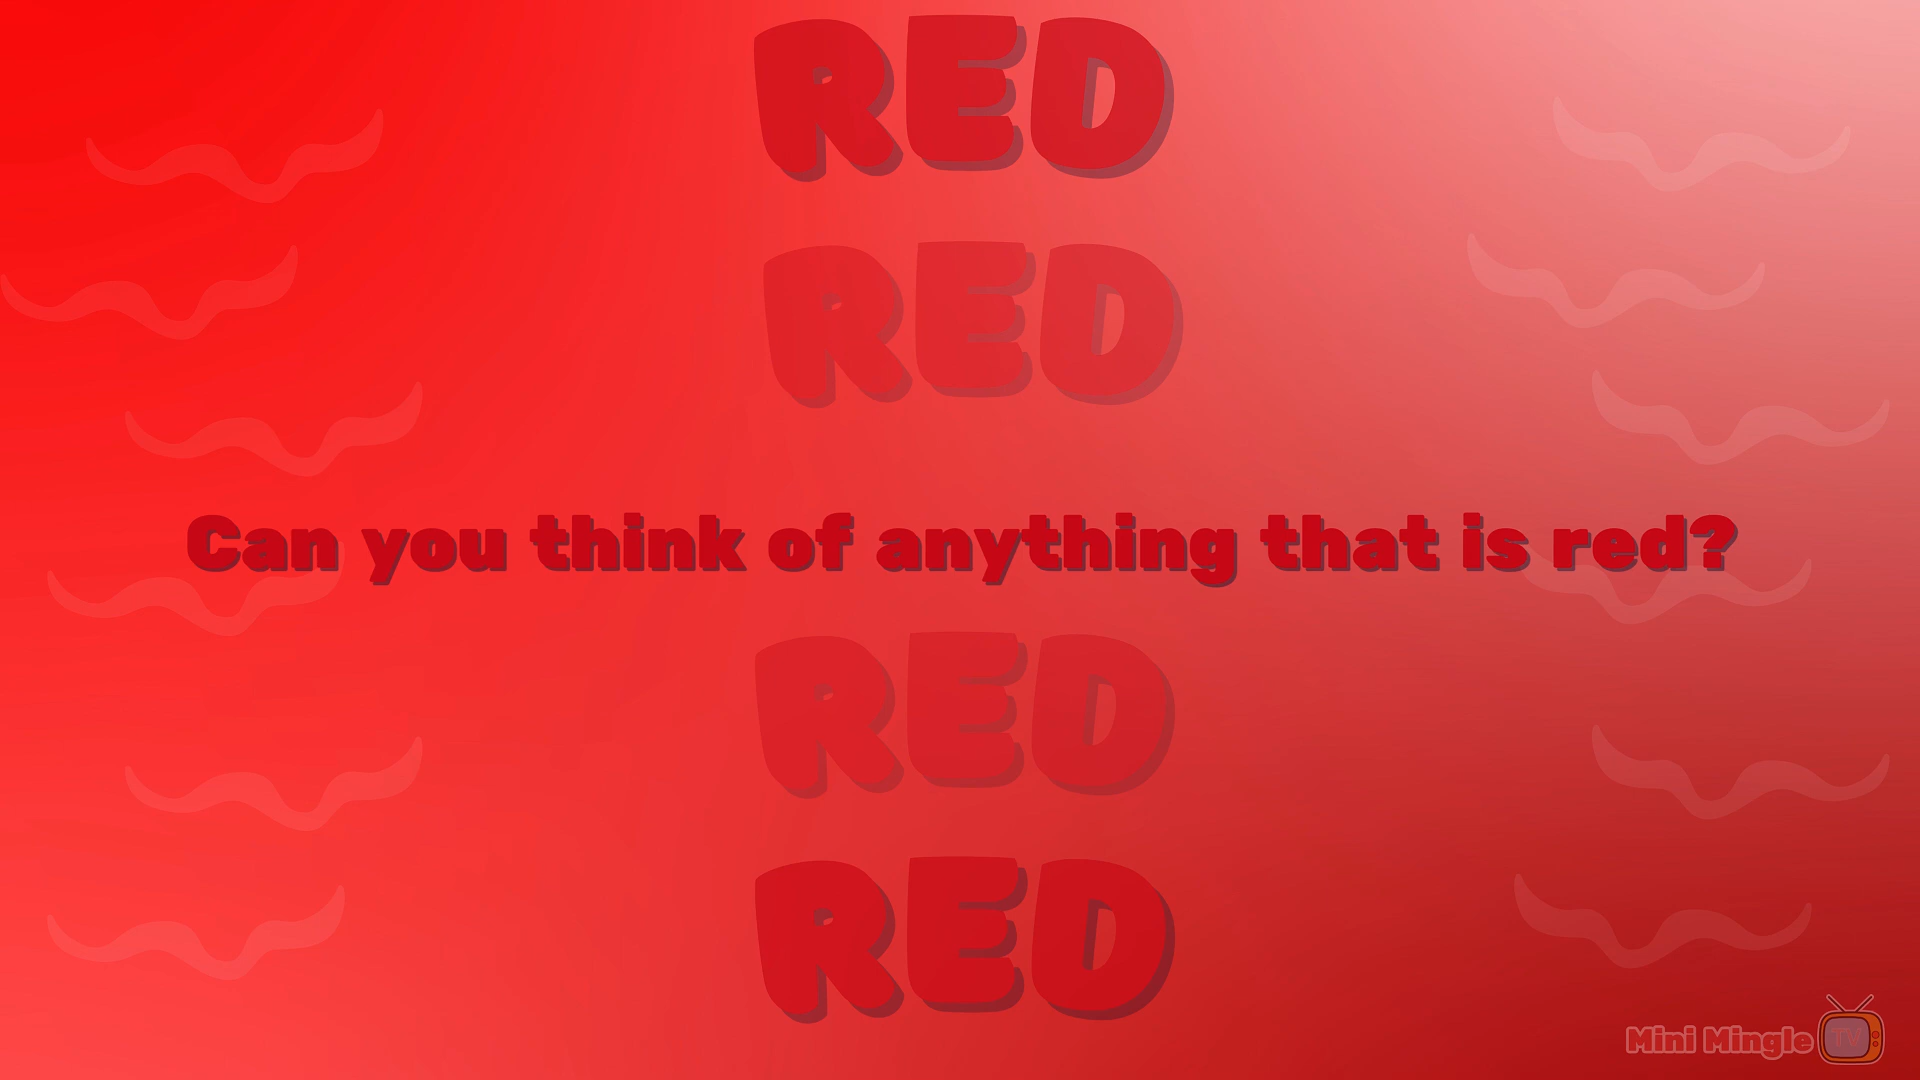 RED
RED
Can you think of anything that is red?
RED
RED
Mini Mingle TV